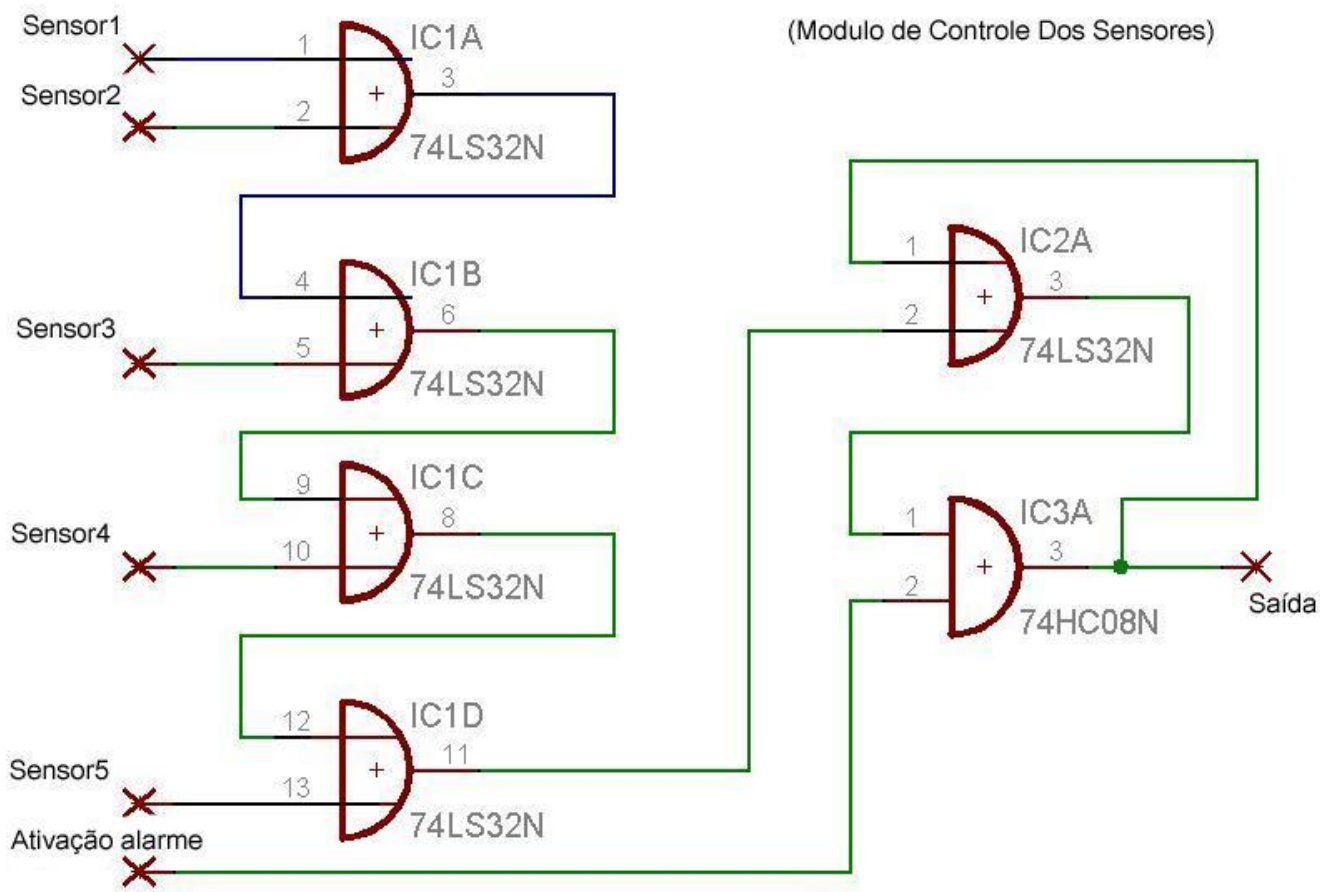 (Modulo de Controle Dos Sensores)
Sensor1
1
IC1A
3
Sensor2
2
74LS32N
4
IC1B
6
Sensor3
5
74LS32N
9
IC1C
8
Sensor4
10
74LS32N
12
IC1D
11
Sensor5
13
74LS32N
Ativação alarme
1
IC2A
3
2
74LS32N
1
IC3A
3
2
74HC08N
Saída